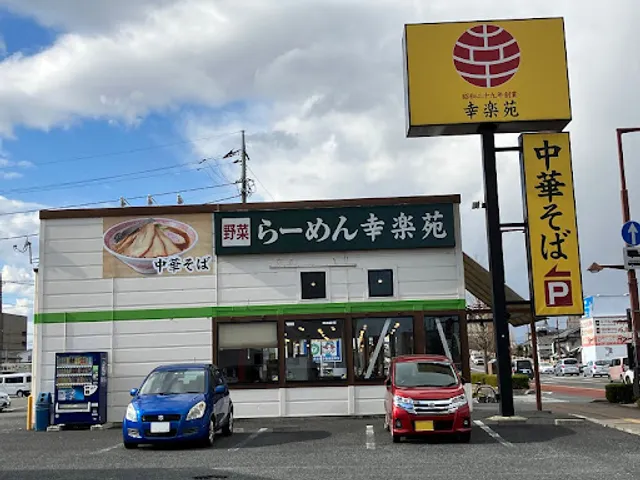 昭和二十九年創業
幸楽苑
中華そば
P
野菜
らーめん幸楽苑
中華そば